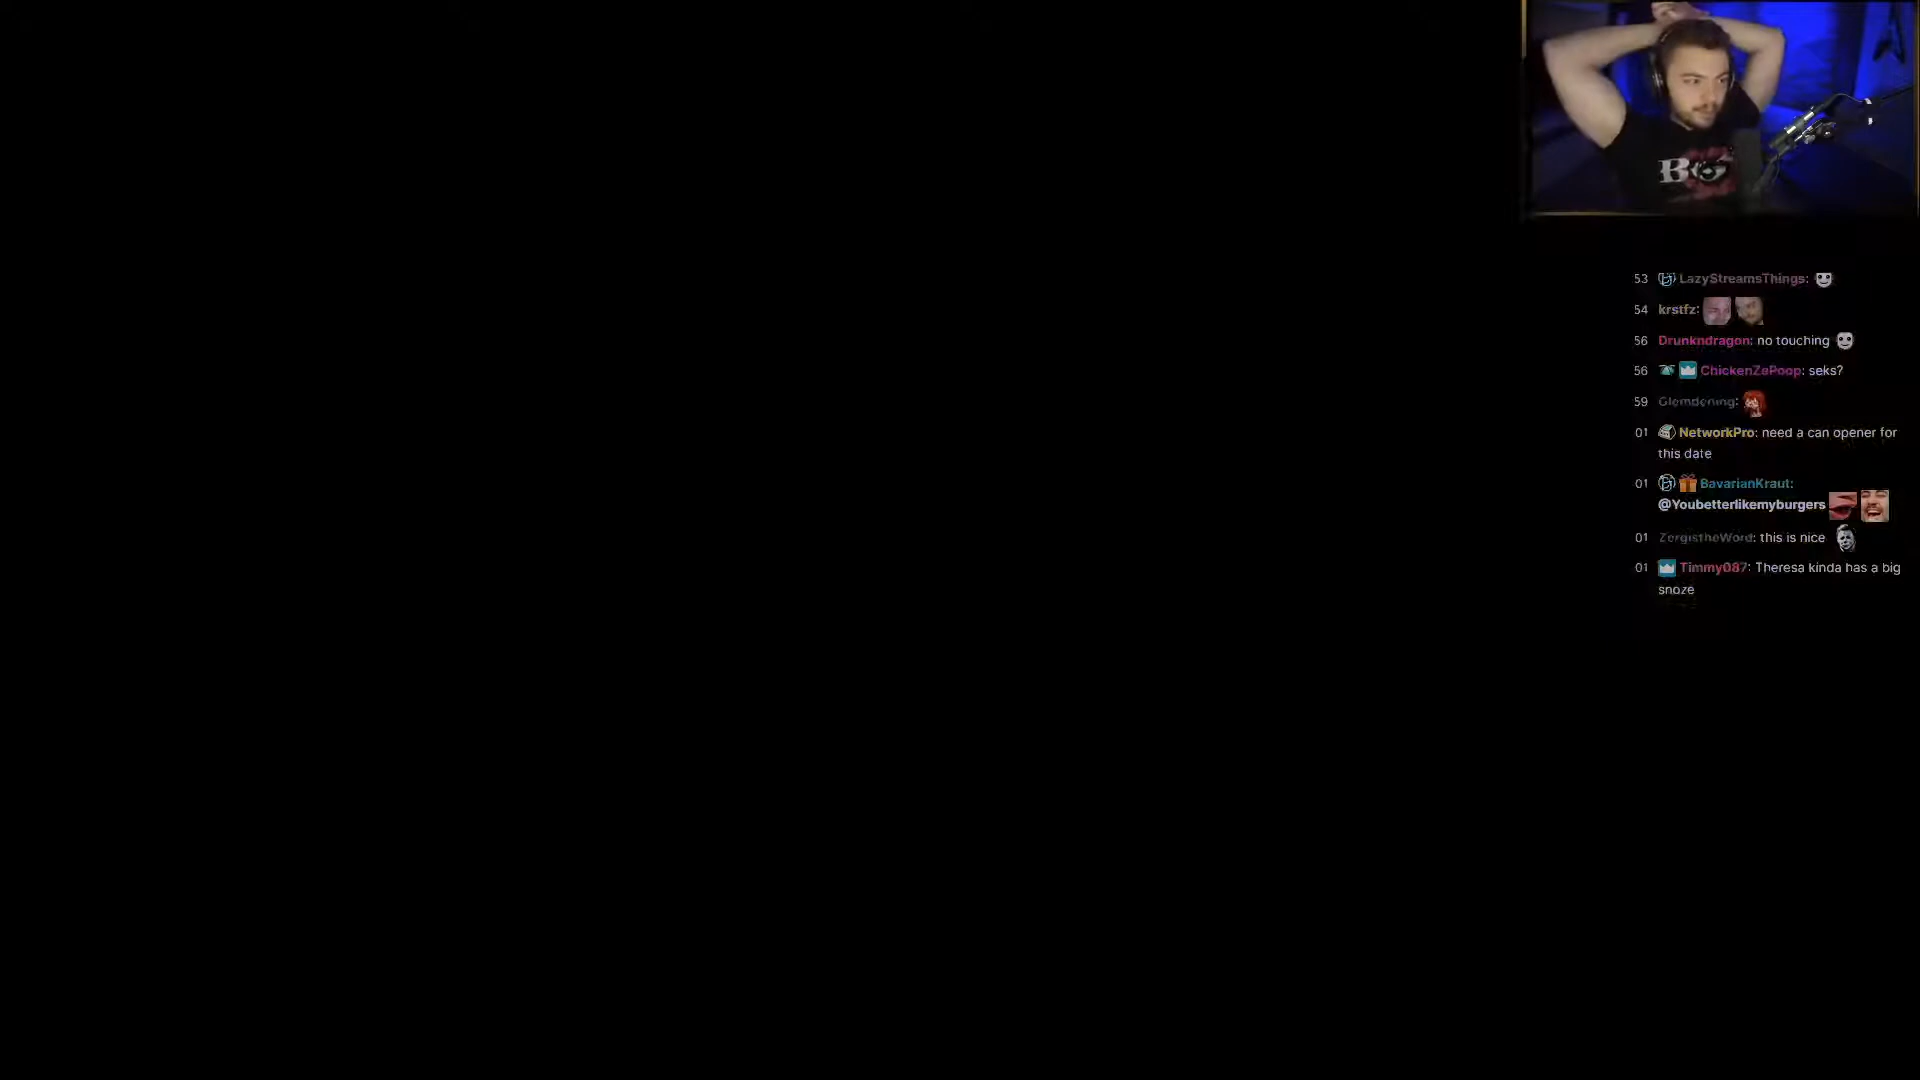 53 LazyStreamsThings:
54 krstfz:
56 Drunkndragon: no touching
56 ChickenZePoop: seks?
59 Glemdening:
01 NetworkPro: need a can opener for
this date
01 BavarianKraut:
@Youbetterlikemyburgers
01 ZergistheWord: this is nice
01 Timmy087: Theresa kinda has a big
snoze